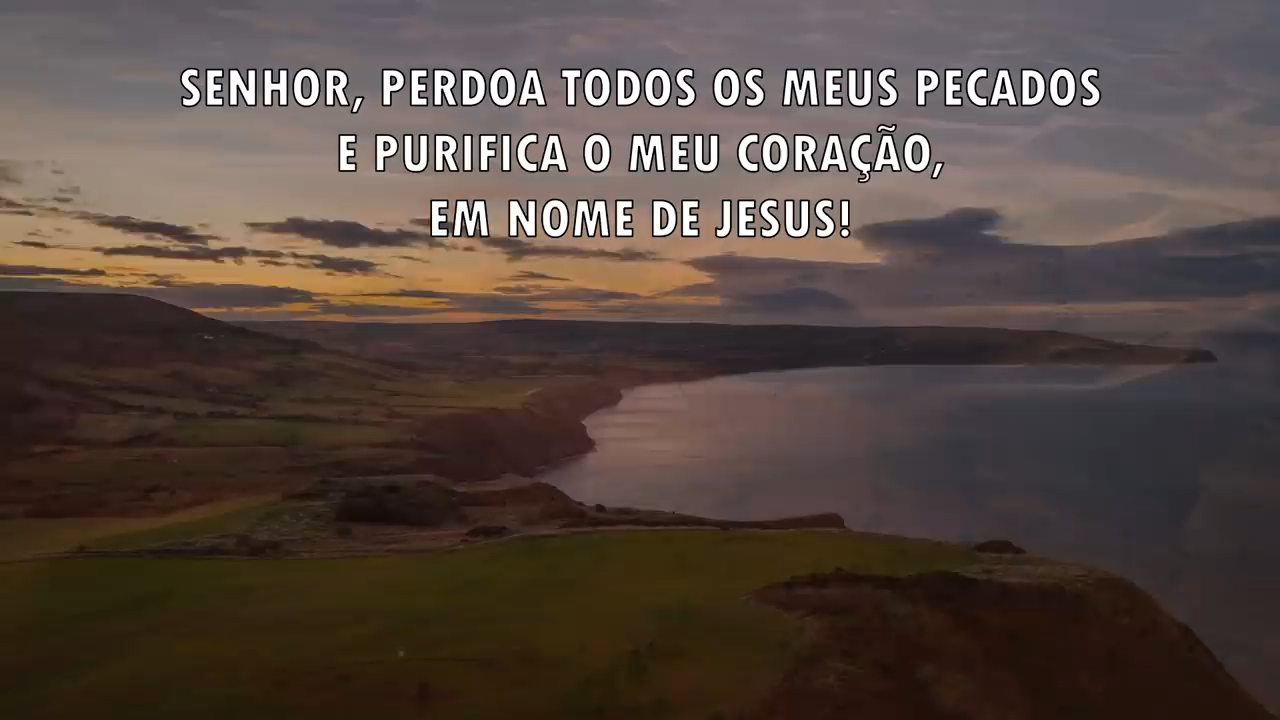 SENHOR, PERDOA TODOS OS MEUS PECADOS
E PURIFICA O MEU CORAÇÃO,
EM NOME DE JESUS!